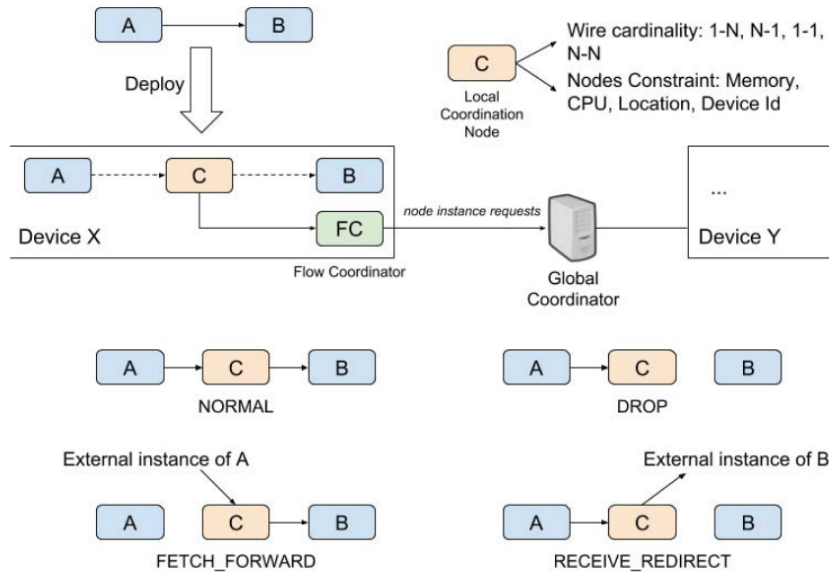 A
B
Deploy
C
Local
Coordination
Node
Wire cardinality: 1-N, N-1, 1-1,
N-N
Nodes Constraint: Memory,
CPU, Location, Device Id
A
C
B
Device X
FC
Flow Coordinator
node instance requests
Global
Coordinator
...
Device Y
A
C
B
NORMAL
A
C
B
DROP
External instance of A
A
C
B
FETCH_FORWARD
External instance of B
A
C
B
RECEIVE_REDIRECT